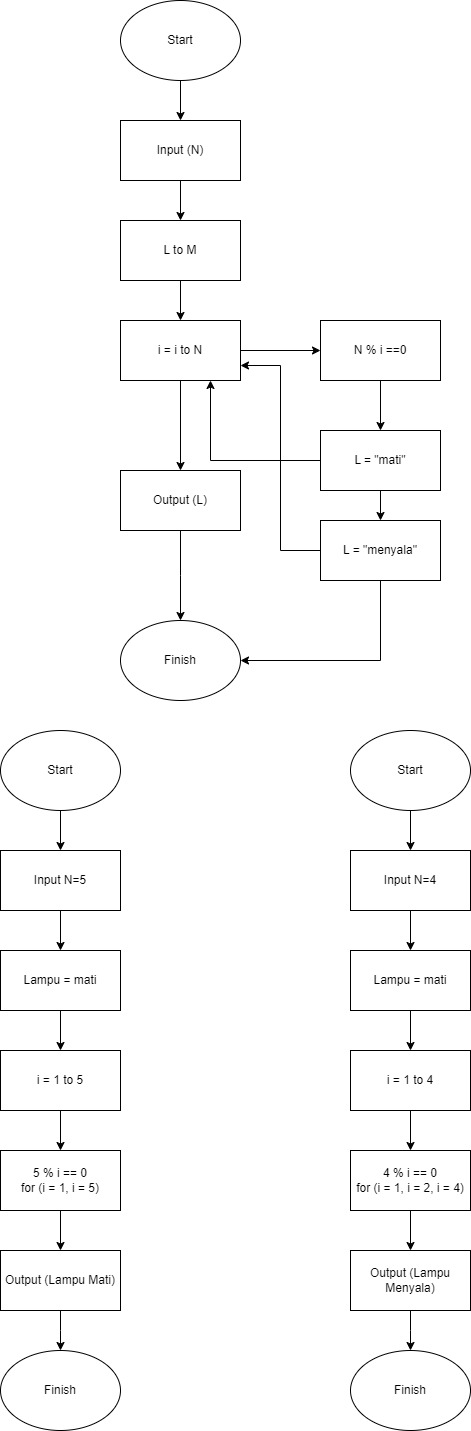 Start
Input (N)
L to M
i = i to N
N % i ==0
L = "mati"
Output (L)
L = "menyala"
Finish
Start
Input N=5
Lampu = mati
i = 1 to 5
5 % i == 0
for (i = 1, i = 5)
Output (Lampu Mati)
Finish
Start
Input N=4
Lampu = mati
i = 1 to 4
4 % i == 0
for (i = 1, i = 2, i = 4)
Output (Lampu
Menyala)
Finish